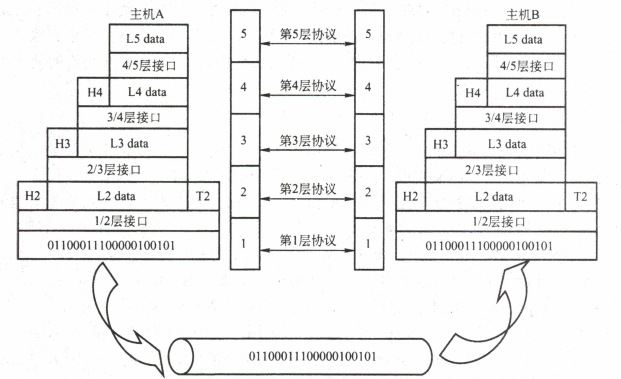 主机A
主机B
L5 data
5
第5层协议
5
L5 data
4/5层接口
4/5层接口
H4
L4 data
4
第4层协议
4
H4
L4 data
3/4层接口
3/4层接口
H3
L3 data
3
第3层协议
3
H3
L3 data
2/3层接口
2/3层接口
H2
L2 data
T2
2
第2层协议
2
H2
L2 data
T2
1/2层接口
1/2层接口
01100011100000100101
1
第1层协议
1
01100011100000100101
01100011100000100101